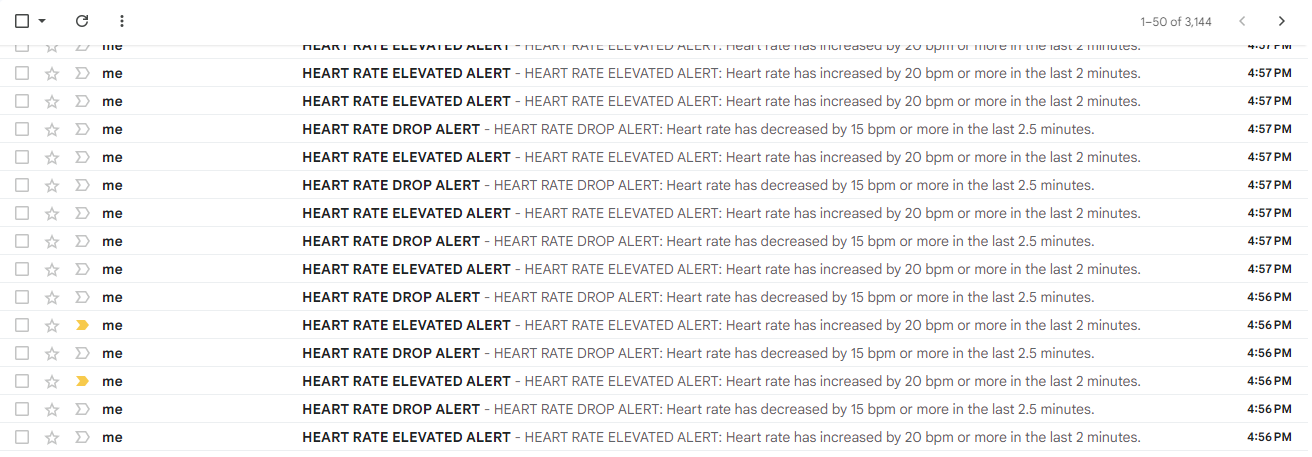 1–50 of 3,144
me HEART RATE ELEVATED ALERT - HEART RATE ELEVATED ALERT: Heart rate has increased by 20 bpm or more in the last 2 minutes. 4:57 PM
me HEART RATE ELEVATED ALERT - HEART RATE ELEVATED ALERT: Heart rate has increased by 20 bpm or more in the last 2 minutes. 4:57 PM
me HEART RATE ELEVATED ALERT - HEART RATE ELEVATED ALERT: Heart rate has increased by 20 bpm or more in the last 2 minutes. 4:57 PM
me HEART RATE DROP ALERT - HEART RATE DROP ALERT: Heart rate has decreased by 15 bpm or more in the last 2.5 minutes. 4:57 PM
me HEART RATE ELEVATED ALERT - HEART RATE ELEVATED ALERT: Heart rate has increased by 20 bpm or more in the last 2 minutes. 4:57 PM
me HEART RATE DROP ALERT - HEART RATE DROP ALERT: Heart rate has decreased by 15 bpm or more in the last 2.5 minutes. 4:57 PM
me HEART RATE ELEVATED ALERT - HEART RATE ELEVATED ALERT: Heart rate has increased by 20 bpm or more in the last 2 minutes. 4:57 PM
me HEART RATE DROP ALERT - HEART RATE DROP ALERT: Heart rate has decreased by 15 bpm or more in the last 2.5 minutes. 4:57 PM
me HEART RATE ELEVATED ALERT - HEART RATE ELEVATED ALERT: Heart rate has increased by 20 bpm or more in the last 2 minutes. 4:57 PM
me HEART RATE DROP ALERT - HEART RATE DROP ALERT: Heart rate has decreased by 15 bpm or more in the last 2.5 minutes. 4:56 PM
me HEART RATE ELEVATED ALERT - HEART RATE ELEVATED ALERT: Heart rate has increased by 20 bpm or more in the last 2 minutes. 4:56 PM
me HEART RATE DROP ALERT - HEART RATE DROP ALERT: Heart rate has decreased by 15 bpm or more in the last 2.5 minutes. 4:56 PM
me HEART RATE ELEVATED ALERT - HEART RATE ELEVATED ALERT: Heart rate has increased by 20 bpm or more in the last 2 minutes. 4:56 PM
me HEART RATE DROP ALERT - HEART RATE DROP ALERT: Heart rate has decreased by 15 bpm or more in the last 2.5 minutes. 4:56 PM
me HEART RATE ELEVATED ALERT - HEART RATE ELEVATED ALERT: Heart rate has increased by 20 bpm or more in the last 2 minutes. 4:56 PM